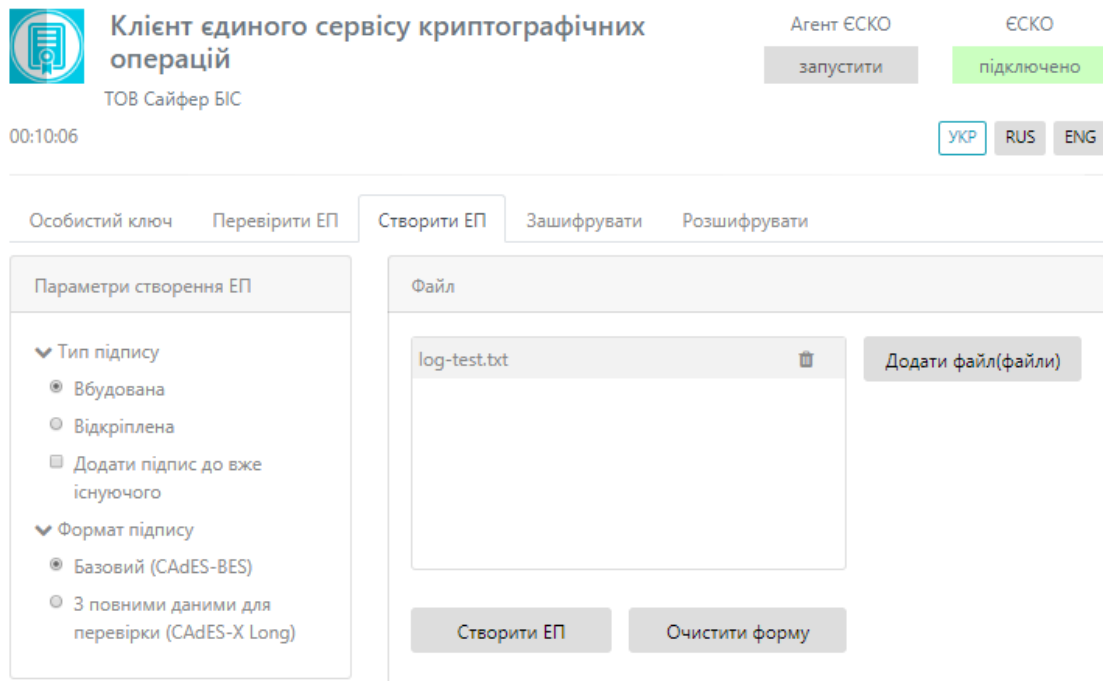 Клієнт єдиного сервісу криптографічних
операцій
ТОВ Сайфер БІС
Агент ЄСКО
ЄСКО
запустити
підключено
00:10:06
УКР
RUS
ENG
Особистий ключ
Перевірити ЕП
Створити ЕП
Зашифрувати
Розшифрувати
Параметри створення ЕП
Тип підпису
Вбудована
Відкріплена
Додати підпис до вже
існуючого
Формат підпису
Базовий (CAdES-BES)
З повними даними для
перевірки (CAdES-X Long)
Файл
log-test.txt
Додати файл(файли)
Створити ЕП
Очистити форму